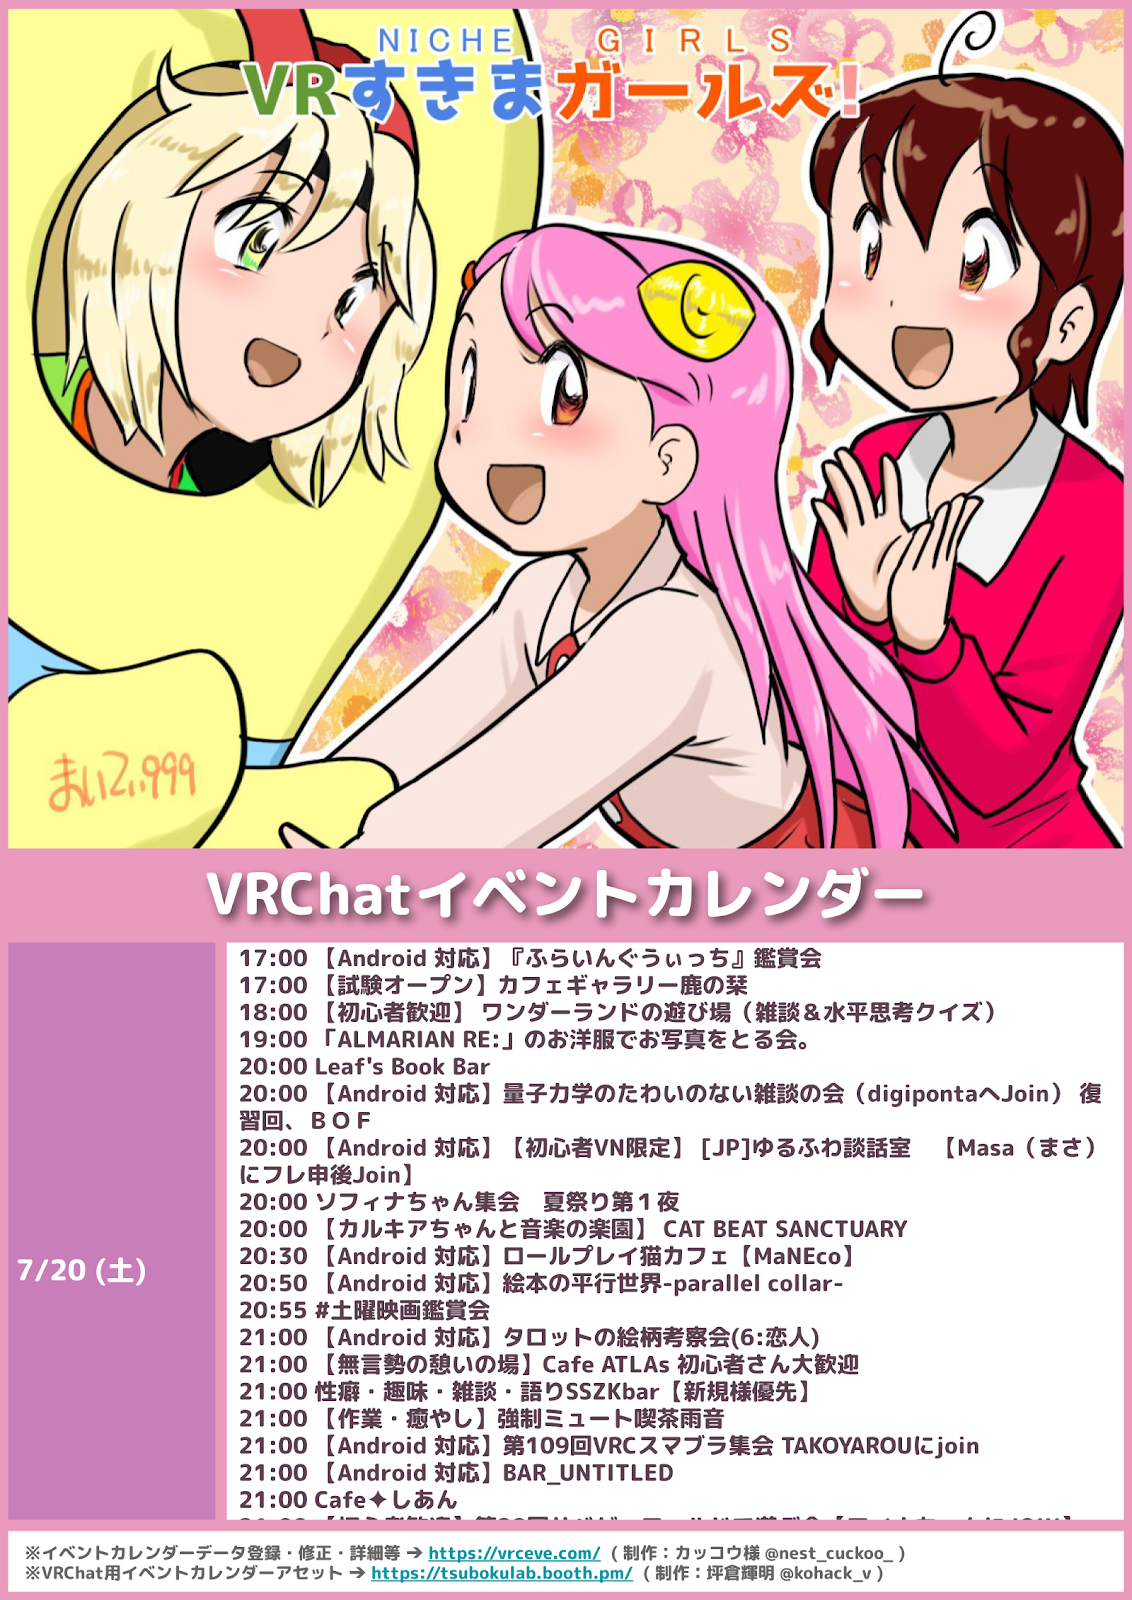 NICHE GIRLS
VRすきまガールズ!
まいてぃ999
VRChatイベントカレンダー
7/20 (土)
17:00 【Android 対応】『ふらいんぐうぃっち』鑑賞会
17:00 【試験オープン】カフェギャラリー鹿の栞
18:00 【初心者歓迎】 ワンダーランドの遊び場（雑談＆水平思考クイズ）
19:00 「ALMARIAN RE:」のお洋服でお写真をとる会。
20:00 Leaf's Book Bar
20:00 【Android 対応】量子力学のたわいのない雑談の会（digipontaへJoin） 復
習回、ＢＯＦ
20:00 【Android 対応】【初心者VN限定】 [JP]ゆるふわ談話室　【Masa（まさ）
にフレ申後Join】
20:00 ソフィナちゃん集会　夏祭り第１夜
20:00 【カルキアちゃんと音楽の楽園】 CAT BEAT SANCTUARY
20:30 【Android 対応】ロールプレイ猫カフェ【MaNEco】
20:50 【Android 対応】絵本の平行世界-parallel collar-
20:55 #土曜映画鑑賞会
21:00 【Android 対応】タロットの絵柄考察会(6:恋人)
21:00 【無言勢の憩いの場】Cafe ATLAs 初心者さん大歓迎
21:00 性癖・趣味・雑談・語りSSZKbar【新規様優先】
21:00 【作業・癒やし】強制ミュート喫茶雨音
21:00 【Android 対応】第109回VRCスマブラ集会 TAKOYAROUにjoin
21:00 【Android 対応】BAR_UNTITLED
21:00 Cafe✦しあん
※イベントカレンダーデータ登録・修正・詳細等 → https://vrceve.com/ （ 制作：カッコウ様 @nest_cuckoo_ ）
※VRChat用イベントカレンダーアセット → https://tsubokulab.booth.pm/ （ 制作：坪倉輝明 @kohack_v ）